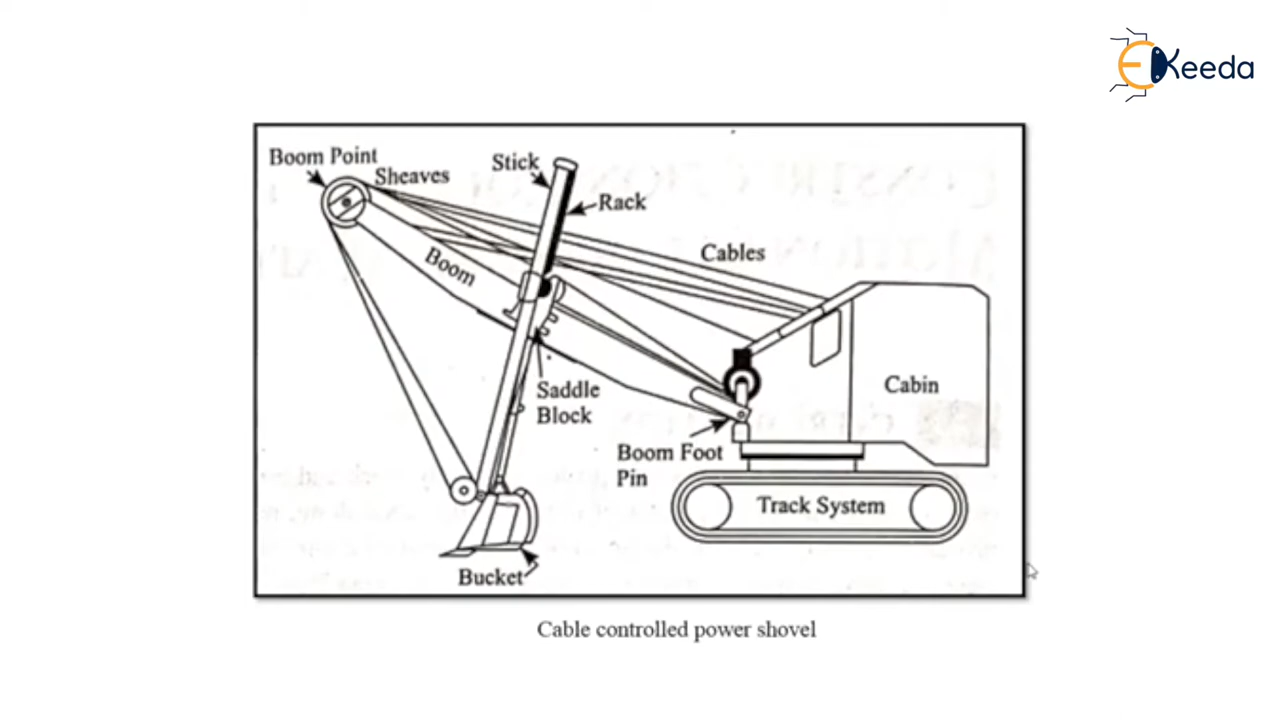 EKeeda
Boom Point
Sheaves
Stick
Rack
Cables
Boom
Saddle
Block
Cabin
Boom Foot
Pin
Track System
Bucket
Cable controlled power shovel